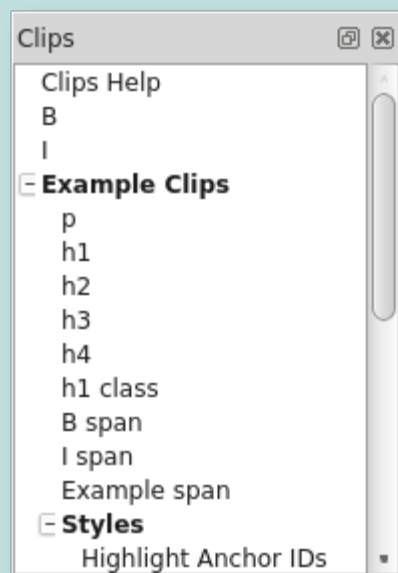 Clips
Clips Help
B
I
Example Clips
p
h1
h2
h3
h4
h1 class
B span
I span
Example span
Styles
Highlight Anchor IDs